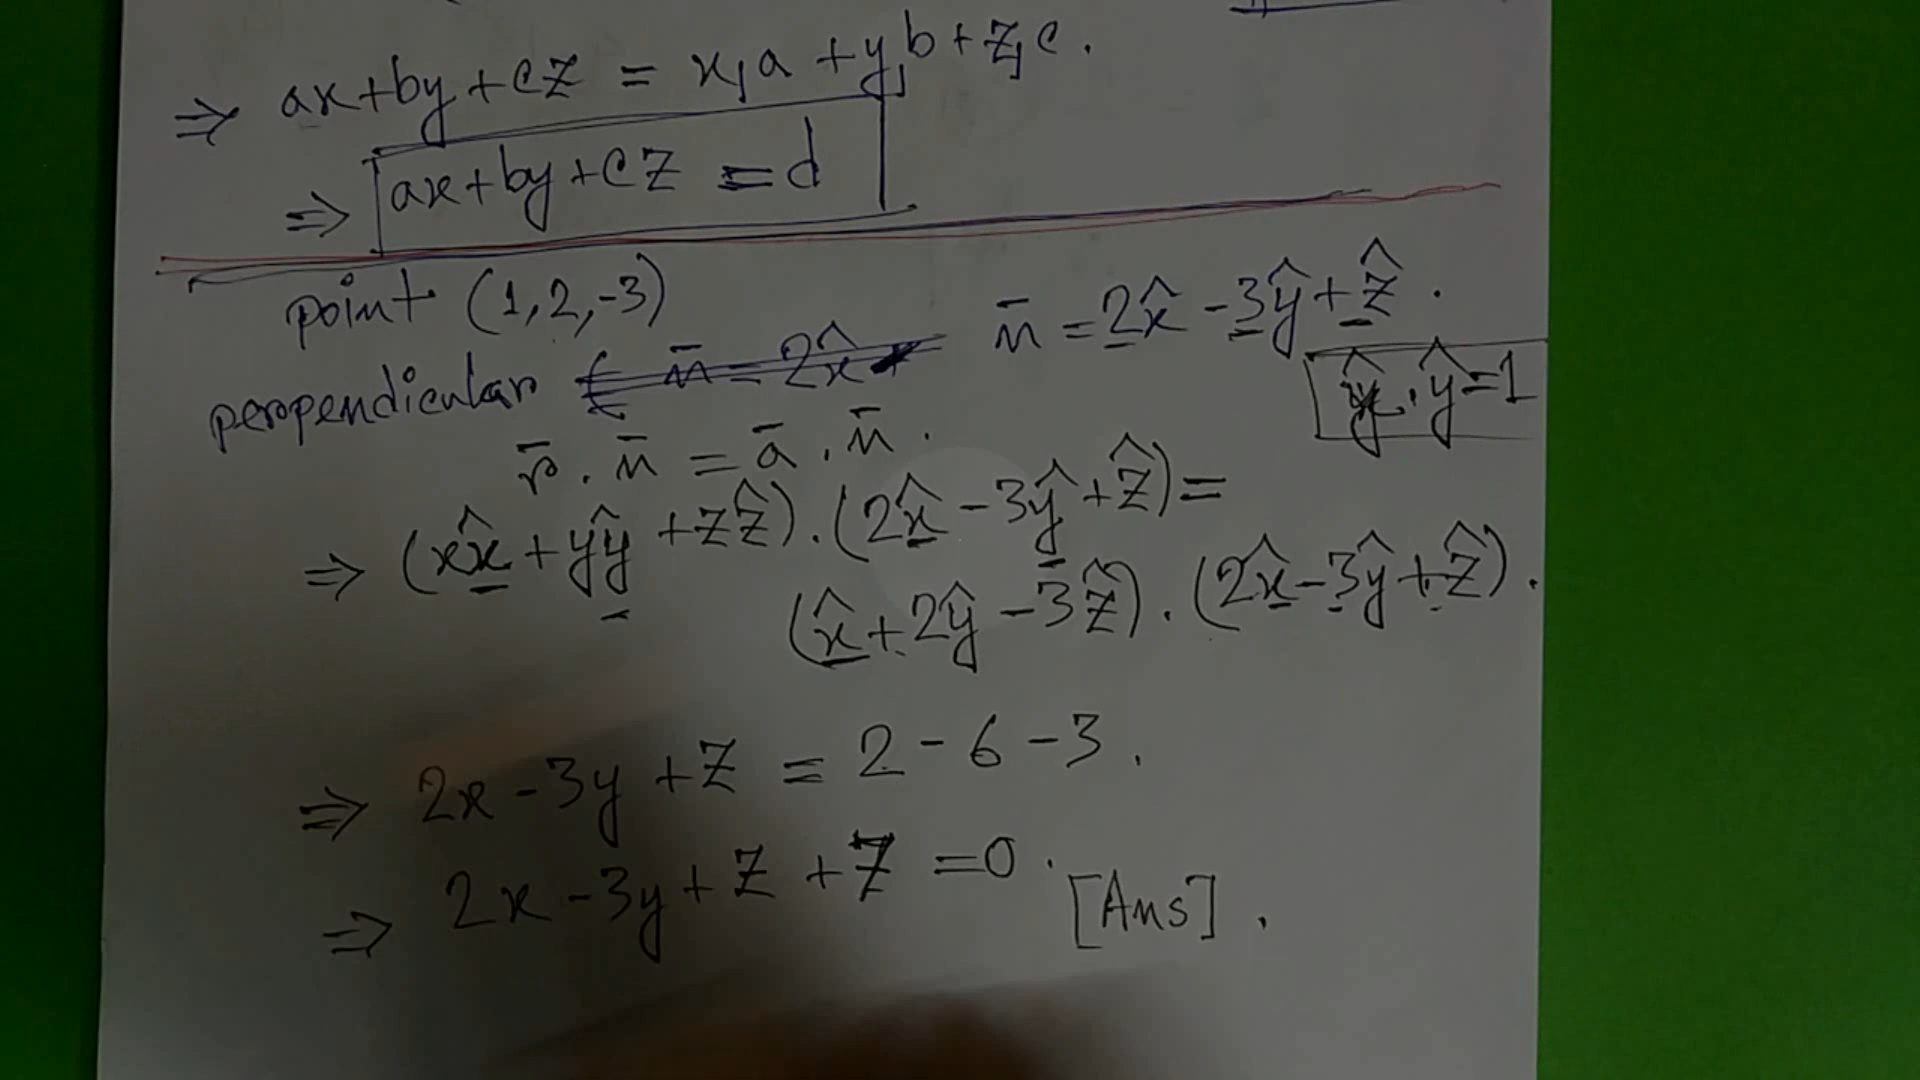 ⇒ ax+by+cz = x₁a + y₁b + z₁c.
⇒ ax+by+cz = d
point (1,2,-3) n̄ = 2x̂ - 3ŷ + ẑ.
perpendicular n̄ = 2x̂ +
ŷ.ŷ=1
r̄. n̄ = ā . n̄.
⇒ (xx̂ + yŷ + zẑ).(2x̂ - 3ŷ + ẑ) =
(x̂ + 2ŷ - 3ẑ). (2x̂ - 3ŷ + ẑ).
⇒ 2x - 3y + z = 2 - 6 - 3.
⇒ 2x - 3y + z + 7 = 0. [Ans].